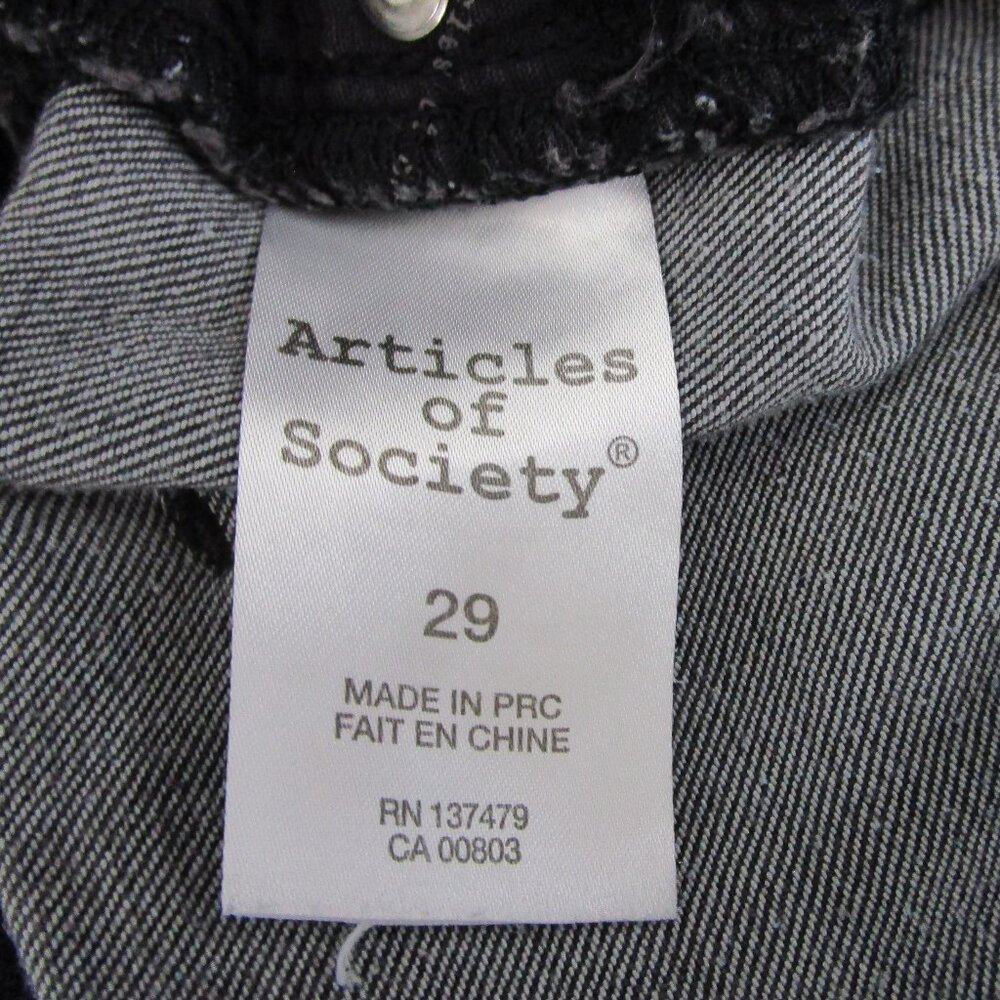 Articles
of
Society®
29
MADE IN PRC
FAIT EN CHINE
RN 137479
CA 00803